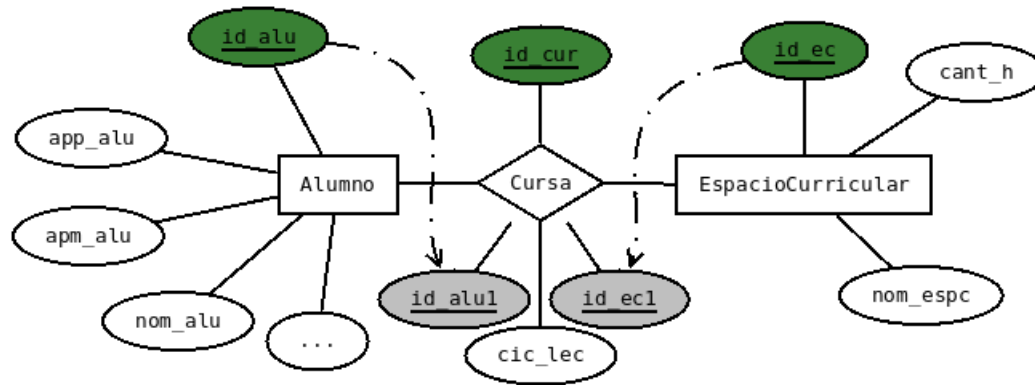 id_alu
id_cur
id_ec
cant_h
app_alu
Alumno
Cursa
EspacioCurricular
apm_alu
id_alu1
id_ec1
nom_espc
nom_alu
...
cic_lec